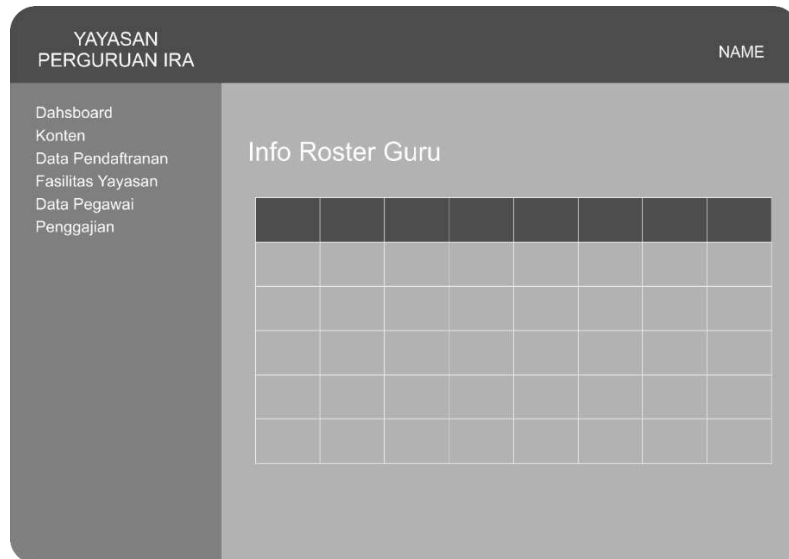 YAYASAN
PERGURUAN IRA
NAME
Dahsboard
Konten
Data Pendaftranan
Fasilitas Yayasan
Data Pegawai
Penggajian
Info Roster Guru